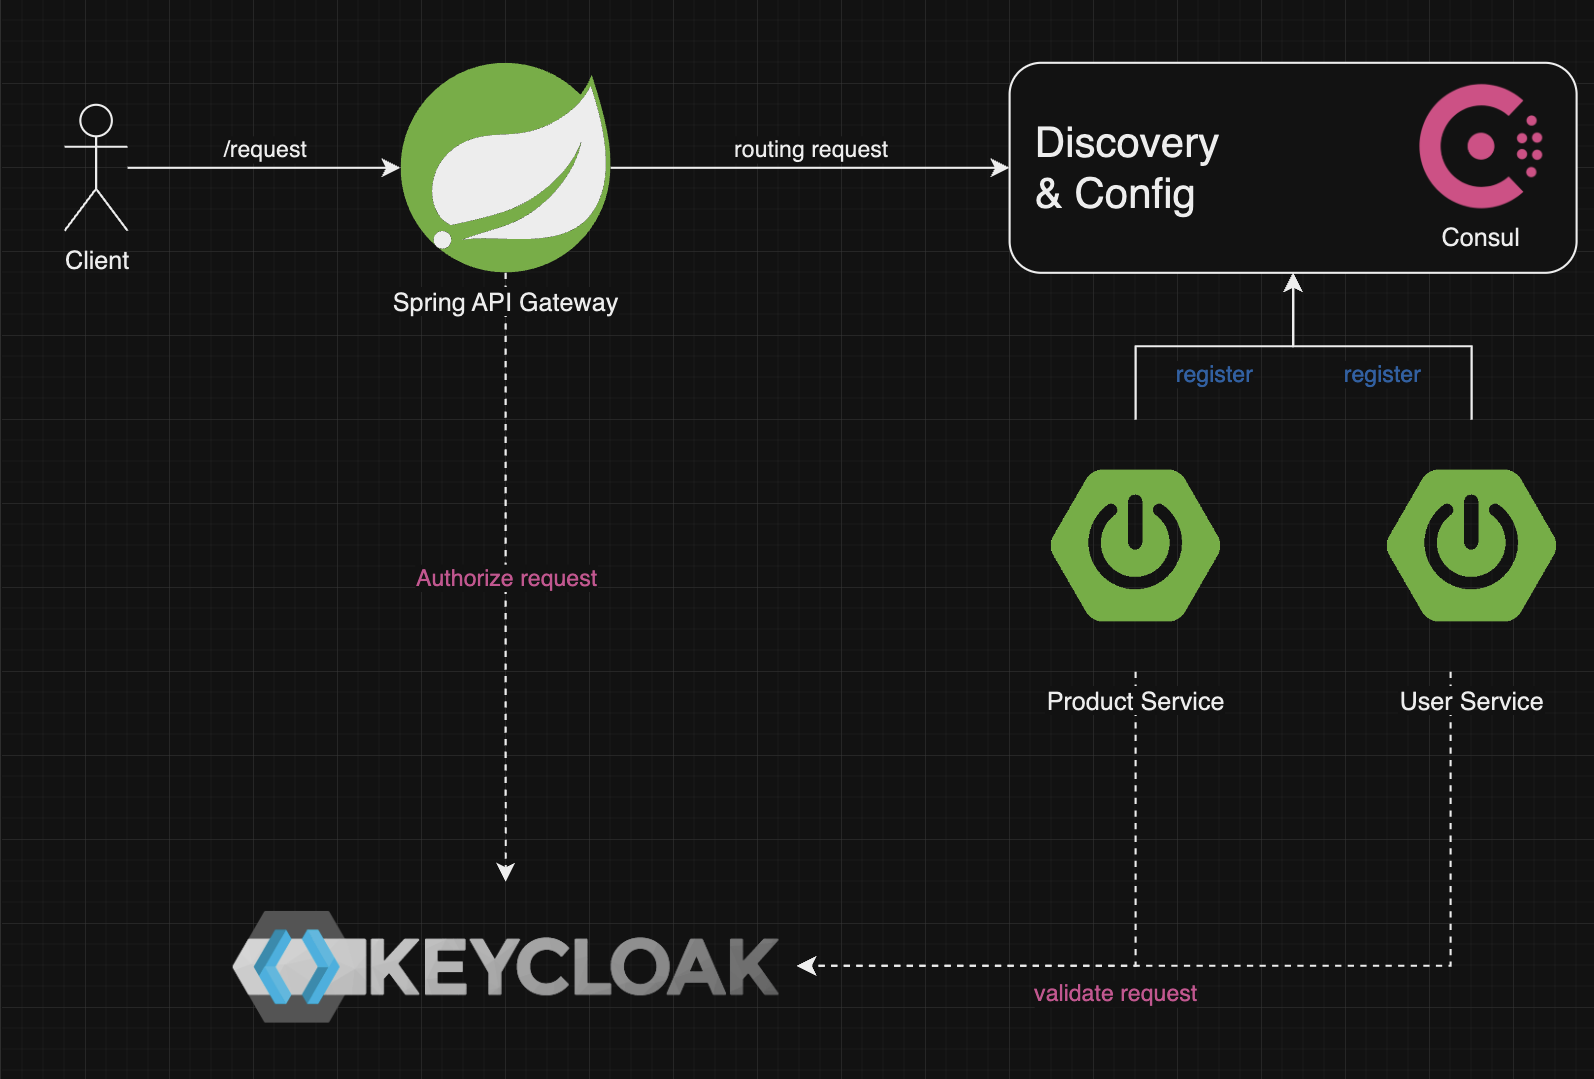 /request
routing request
Discovery
& Config
Consul
Client
Spring API Gateway
register
register
Authorize request
Product Service
User Service
KEYCLOAK
validate request